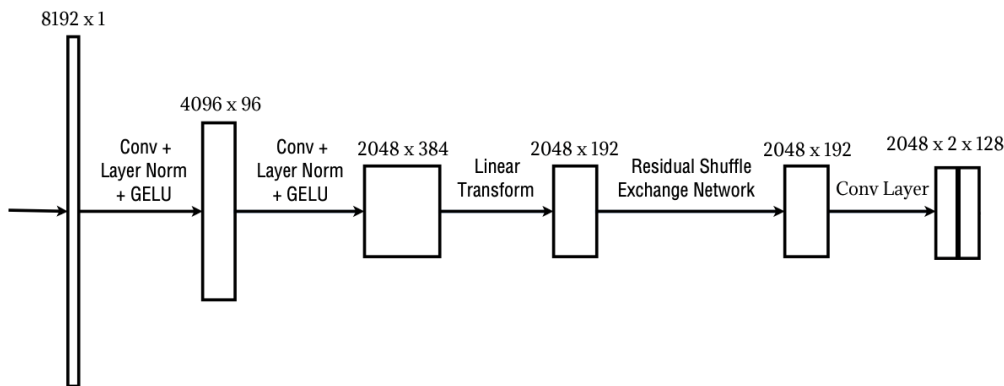 8192 x 1
4096 x 96
2048 x 384
2048 x 192
2048 x 192
2048 x 2 x 128
Conv +
Layer Norm
+ GELU
Conv +
Layer Norm
+ GELU
Linear
Transform
Residual Shuffle
Exchange Network
Conv Layer